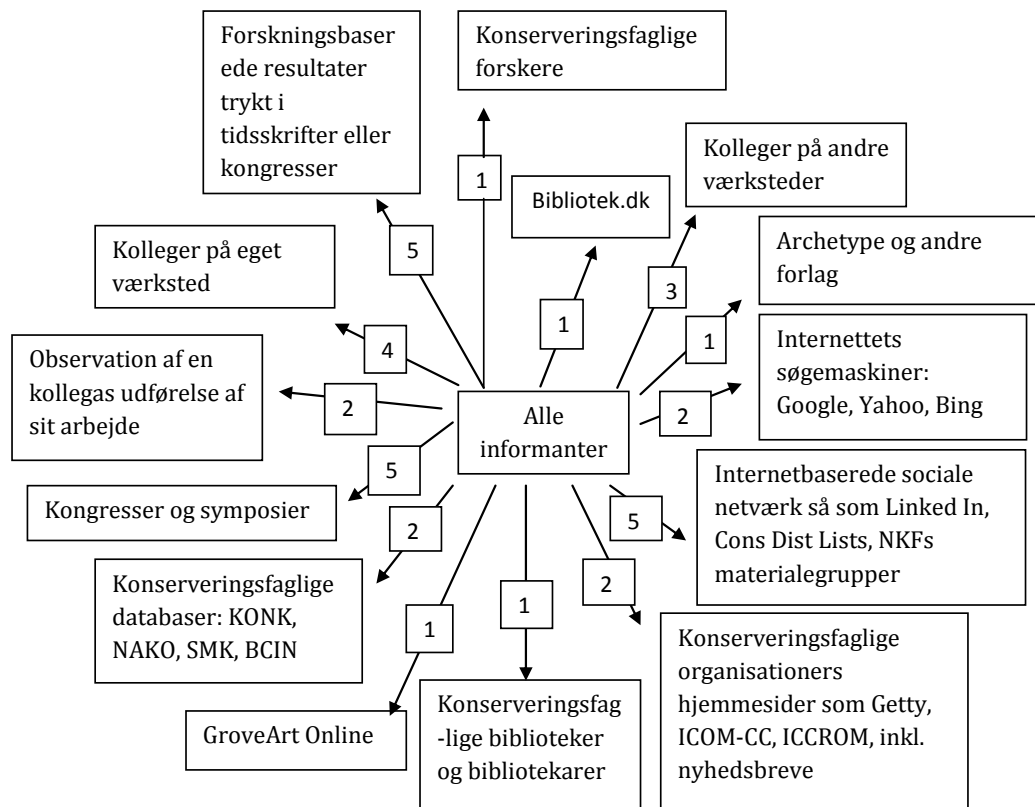 Forskningsbaser
ede resultater
trykt i
tidsskrifter eller
kongresser
Konserveringsfaglige
forskere
Kolleger på andre
værksteder
Bibliotek.dk
Kolleger på eget
værksted
Archetype og andre
forlag
Observation af en
kollegas udførelse af
sit arbejde
Internettets
søgemaskiner:
Google, Yahoo, Bing
Alle
informanter
Kongresser og symposier
Internetbaserede sociale
netværk så som Linked In,
Cons Dist Lists, NKFs
materialegrupper
Konserveringsfaglige
databaser: KONK,
NAKO, SMK, BCIN
GroveArt Online
Konserveringsfag
-lige biblioteker
og bibliotekarer
Konserveringsfaglige
organisationers
hjemmesider som Getty,
ICOM-CC, ICCROM, inkl.
nyhedsbreve
5
1
1
3
1
4
2
2
5
2
1
1
2
5